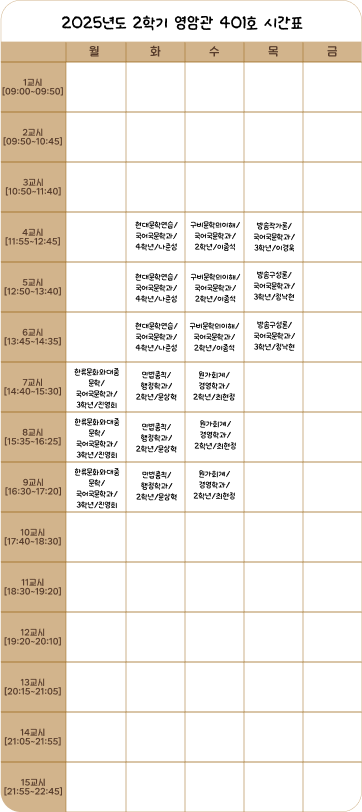 2025년도 2학기 영암관 401호 시간표
월 화 수 목 금
1교시
[09:00~09:50]
2교시
[09:50~10:45]
3교시
[10:50~11:40]
4교시
[11:55~12:45]
현대문학연습/
국어국문학과/
4학년/나준성
구비문학의이해/
국어국문학과/
2학년/이종석
방송작가론/
국어국문학과/
3학년/이경욱
5교시
[12:50~13:40]
현대문학연습/
국어국문학과/
4학년/나준성
구비문학의이해/
국어국문학과/
2학년/이종석
방송구성론/
국어국문학과/
3학년/왕낙현
6교시
[13:45~14:35]
현대문학연습/
국어국문학과/
4학년/나준성
구비문학의이해/
국어국문학과/
2학년/이종석
방송구성론/
국어국문학과/
3학년/왕낙현
7교시
[14:40~15:30]
한류문화와대중
문학/
국어국문학과/
3학년/진영희
민법총칙/
행정학과/
2학년/문상혁
원가회계/
경영학과/
2학년/최현정
8교시
[15:35~16:25]
한류문화와대중
문학/
국어국문학과/
3학년/진영희
민법총칙/
행정학과/
2학년/문상혁
원가회계/
경영학과/
2학년/최현정
9교시
[16:30~17:20]
한류문화와대중
문학/
국어국문학과/
3학년/진영희
민법총칙/
행정학과/
2학년/문상혁
원가회계/
경영학과/
2학년/최현정
10교시
[17:40~18:30]
11교시
[18:30~19:20]
12교시
[19:20~20:10]
13교시
[20:15~21:05]
14교시
[21:05~21:55]
15교시
[21:55~22:45]